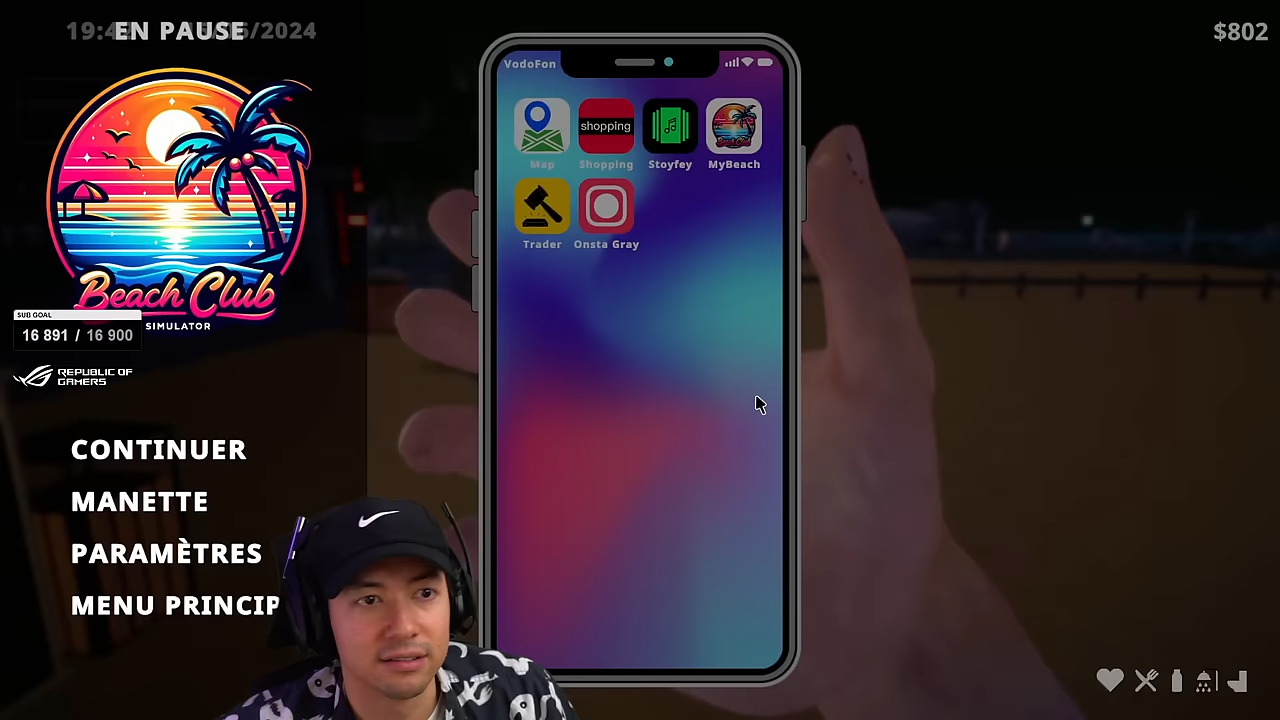 EN PAUSE
/2024
$802
VodoFon
shopping
Map
Shopping
Stoyfey
MyBeach
Trader
Onsta Gray
Beach Club
SIMULATOR
SUB GOAL
16 891 / 16 900
REPUBLIC OF
GAMERS
CONTINUER
MANETTE
PARAMÈTRES
MENU PRINCIP